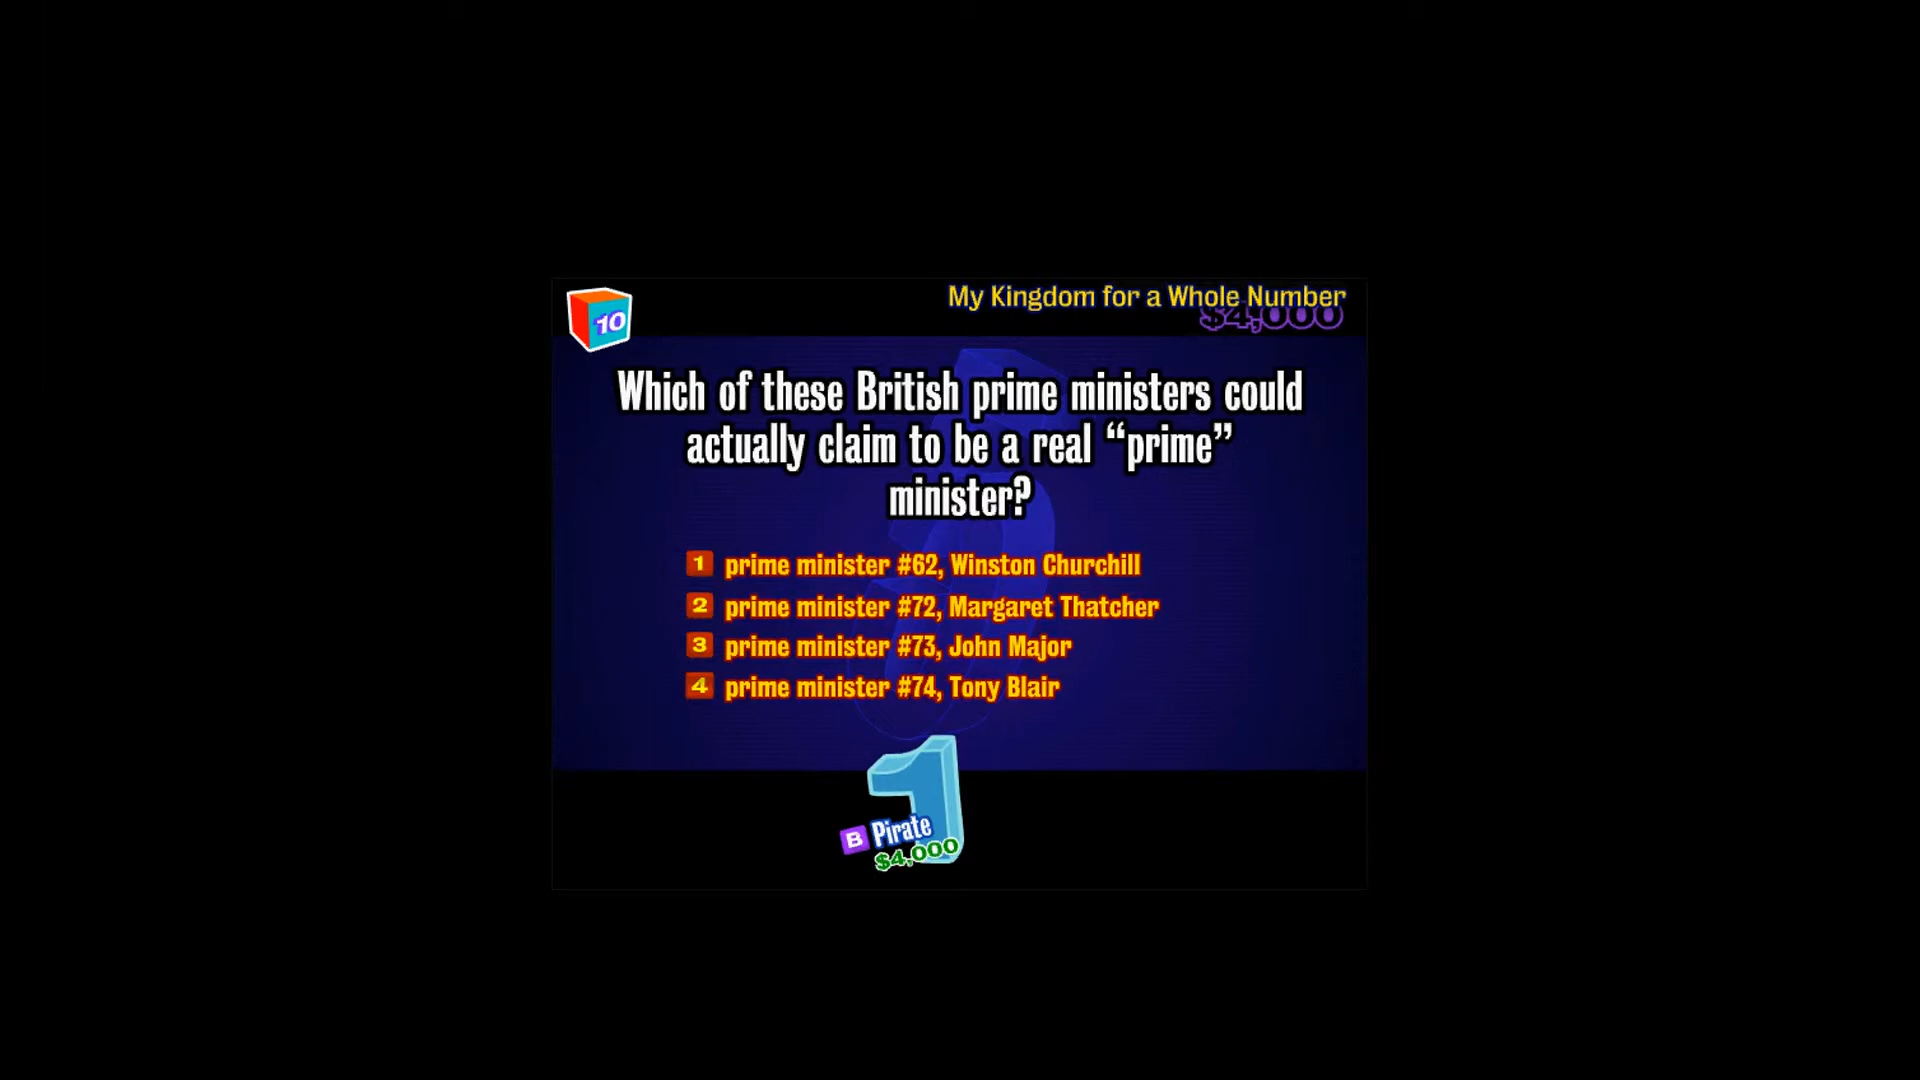 10
My Kingdom for a Whole Number
$4,000
Which of these British prime ministers could
actually claim to be a real “prime”
minister?
1 prime minister #62, Winston Churchill
2 prime minister #72, Margaret Thatcher
3 prime minister #73, John Major
4 prime minister #74, Tony Blair
1
B Pirate
$4,000